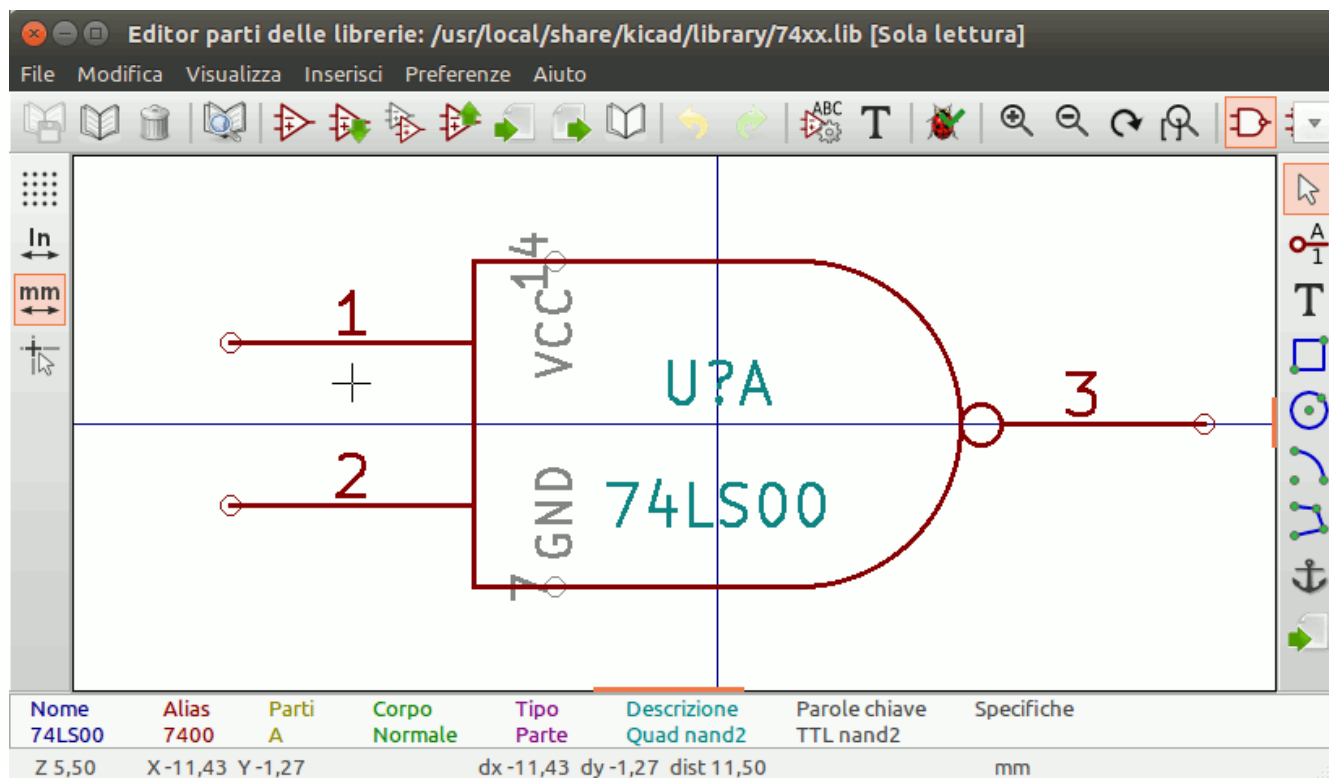 Editor parti delle librerie: /usr/local/share/kicad/library/74xx.lib [Sola lettura]
File Modifica Visualizza Inserisci Preferenze Aiuto
ABC
T
In
mm
A
1
T
14
VCC
1
U?A
3
2
GND
74LS00
7
Nome Alias Parti Corpo Tipo Descrizione Parole chiave Specifiche
74LS00 7400 A Normale Parte Quad nand2 TTL nand2
Z 5,50 X -11,43 Y -1,27 dx -11,43 dy -1,27 dist 11,50 mm